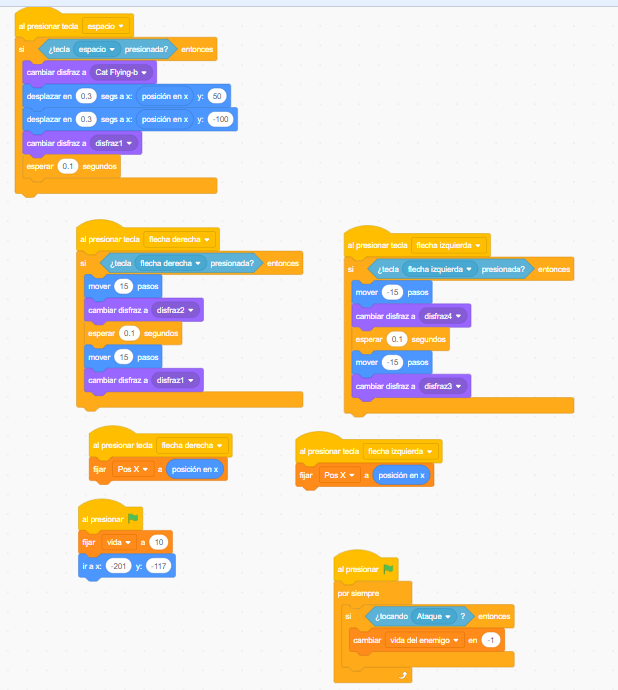 al presionar tecla espacio
si ¿tecla espacio presionada? entonces
cambiar disfraz a Cat Flying-b
desplazar en 0.3 segs a x: posición en x y: 50
desplazar en 0.3 segs a x: posición en x y: -100
cambiar disfraz a disfraz1
esperar 0.1 segundos
al presionar tecla flecha derecha
si ¿tecla flecha derecha presionada? entonces
mover 15 pasos
cambiar disfraz a disfraz2
esperar 0.1 segundos
mover 15 pasos
cambiar disfraz a disfraz1
al presionar tecla flecha izquierda
si ¿tecla flecha izquierda presionada? entonces
mover -15 pasos
cambiar disfraz a disfraz4
esperar 0.1 segundos
mover -15 pasos
cambiar disfraz a disfraz3
al presionar tecla flecha derecha
fijar Pos X a posición en x
al presionar tecla flecha izquierda
fijar Pos X a posición en x
al presionar
fijar vida a 10
ir a x: -201 y: -117
al presionar
por siempre
si ¿tocando Ataque ? entonces
cambiar vida del enemigo en -1